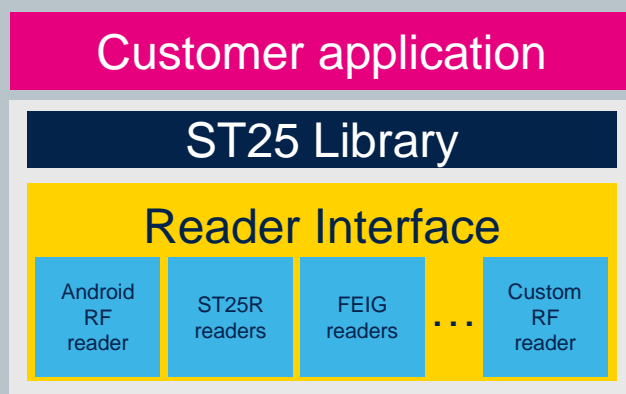 Customer application
ST25 Library
Reader Interface
Android
RF
reader
ST25R
readers
FEIG
readers
...
Custom
RF
reader